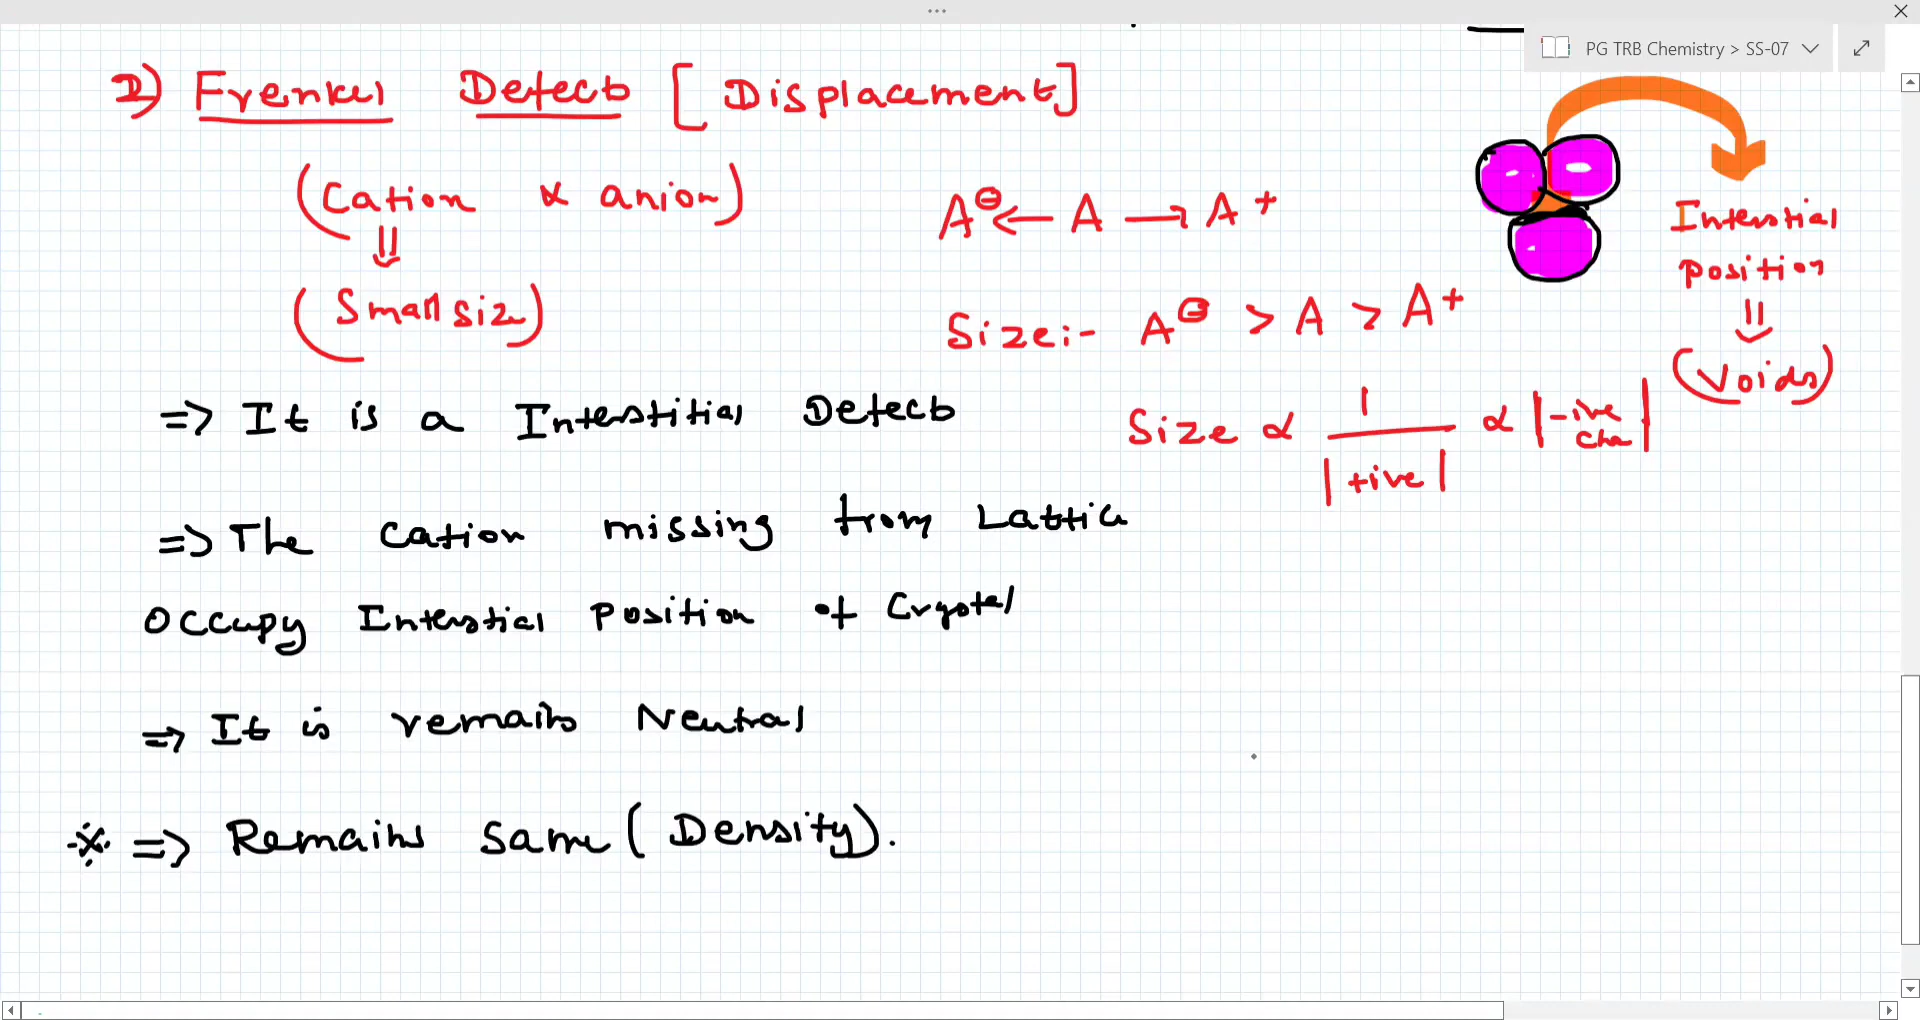 PG TRB Chemistry > SS-07
2) Frenkel Defect [Displacement]
(Cation & anion)
⇓
(Small size)
A⊖ ← A ⟶ A+
Size:- A⊖ > A > A+
Size ∝ 1 / |+ive| ∝ |-ive cha|
Interstial
position
⇓
(Voids)
=> It is a Interstitial Defect
=> The Cation missing from Lattice
Occupy Interstial Position of Crystal
=> It is remains Neutral
※ => Remains Same (Density).